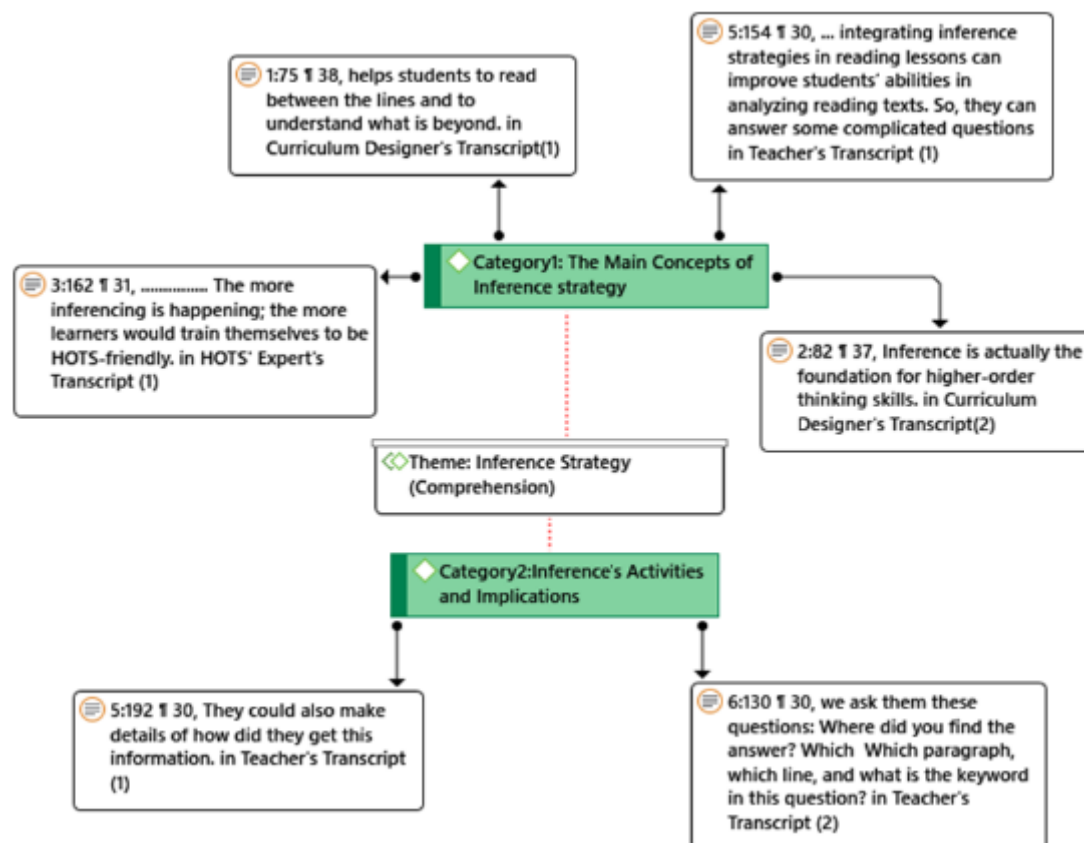 1:75 ¶ 38, helps students to read
between the lines and to
understand what is beyond. in
Curriculum Designer's Transcript(1)
5:154 ¶ 30, ... integrating inference
strategies in reading lessons can
improve students' abilities in
analyzing reading texts. So, they can
answer some complicated questions
in Teacher's Transcript (1)
Category1: The Main Concepts of
Inference strategy
3:162 ¶ 31, ................ The more
inferencing is happening; the more
learners would train themselves to be
HOTS-friendly. in HOTS' Expert's
Transcript (1)
2:82 ¶ 37, Inference is actually the
foundation for higher-order
thinking skills. in Curriculum
Designer's Transcript(2)
Theme: Inference Strategy
(Comprehension)
Category2:Inference's Activities
and Implications
5:192 ¶ 30, They could also make
details of how did they get this
information. in Teacher's Transcript
(1)
6:130 ¶ 30, we ask them these
questions: Where did you find the
answer? Which Which paragraph,
which line, and what is the keyword
in this question? in Teacher's
Transcript (2)